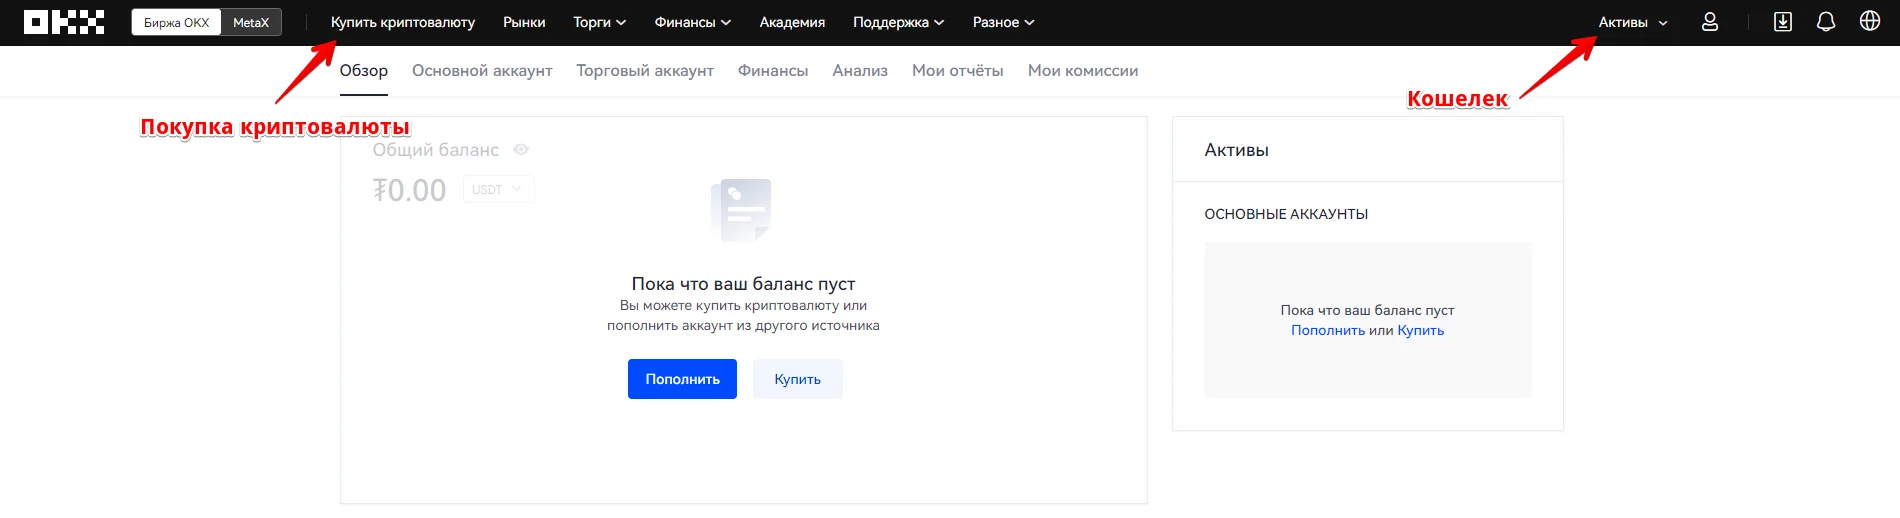 OKX
Биржа OKX MetaX Купить криптовалюту Рынки Торги Финансы Академия Поддержка Разное Активы
Обзор Основной аккаунт Торговый аккаунт Финансы Анализ Мои отчёты Мои комиссии
Кошелек
Покупка криптовалюты
Общий баланс
₮0.00 USDT
Пока что ваш баланс пуст
Вы можете купить криптовалюту или
пополнить аккаунт из другого источника
Пополнить Купить
Активы
ОСНОВНЫЕ АККАУНТЫ
Пока что ваш баланс пуст
Пополнить или Купить